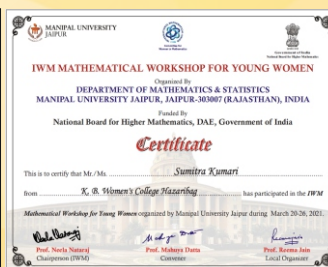 MANIPAL UNIVERSITY
JAIPUR
IWM MATHEMATICAL WORKSHOP FOR YOUNG WOMEN
Organized By
DEPARTMENT OF MATHEMATICS & STATISTICS
MANIPAL UNIVERSITY JAIPUR, JAIPUR-303007 (RAJASTHAN), INDIA
Funded By
National Board for Higher Mathematics, DAE, Government of India
Certificate
This is to certify that Mr./Ms. Sumitra Kumari
from K. B. Women's College Hazaribag has participated in the IWM
Mathematical Workshop for Young Women organized by Manipal University Jaipur during March 20-26, 2021.
Prof. Neela Nataraj
Chairperson (IWM)
Prof. Mahuya Datta
Convener
Prof. Reema Jain
Local Organiser